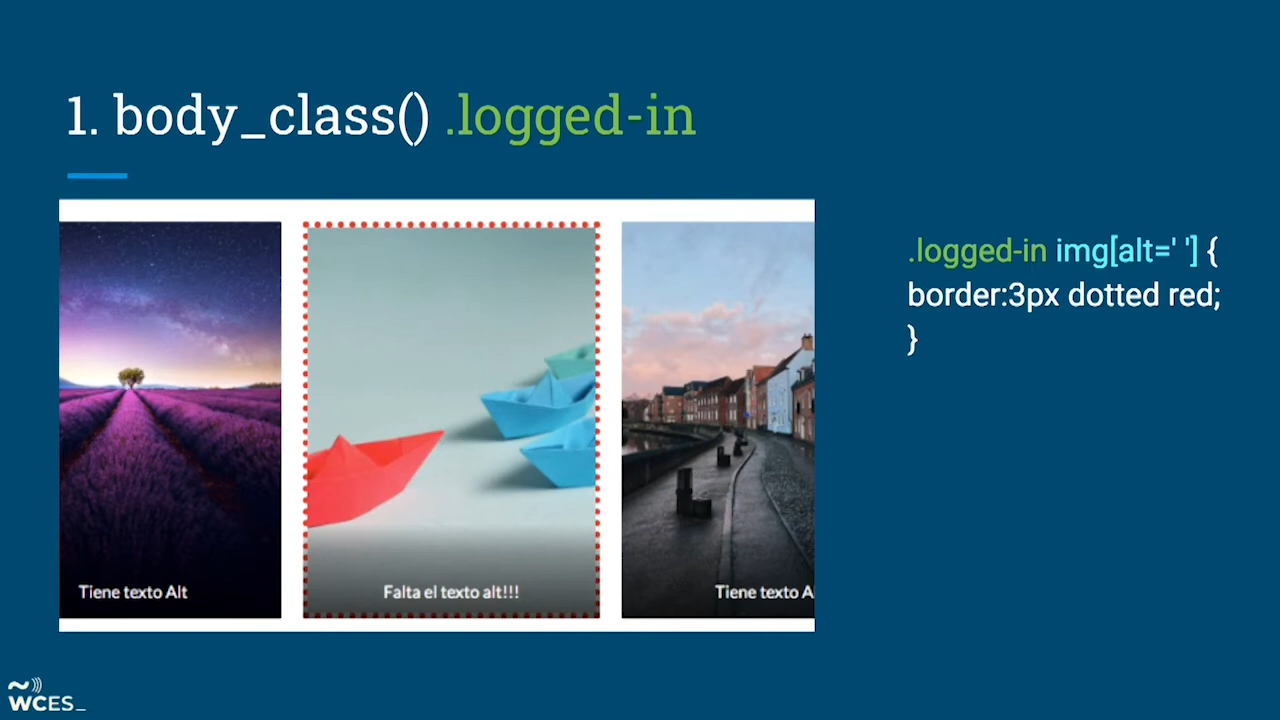 1. body_class() .logged-in
.logged-in img[alt=' '] {
border:3px dotted red;
}
Tiene texto Alt
Falta el texto alt!!!
Tiene texto A
WCES_